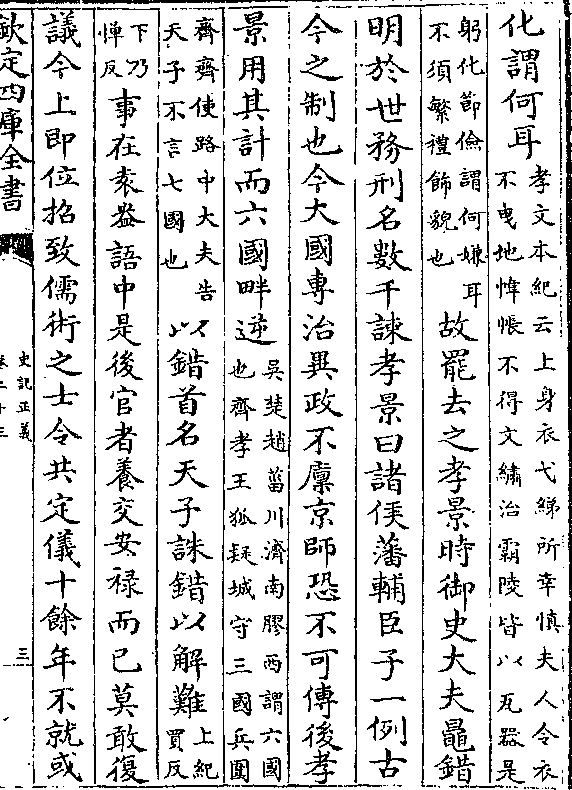 化謂何耳孝文本紀云上身衣弋綈所幸慎夫人令衣
不曳地幃帳不得文繡治霸陵皆以瓦器是
躬化節儉謂何嫌耳
不須繁禮飾貌也故罷去之孝景時御史大夫鼂錯
明於世務刑名數干諫孝景曰諸侯藩輔臣子一例古
今之制也今大國專治異政不稟京師恐不可傳後孝
景用其計而六國畔逆吳楚趙菑川濟南膠西謂六國
也齊孝王狐疑城守三國兵圍
齊齊使路中大夫告
天子不言七國也以錯首名天子誅錯以解難上紀
買反
下乃
憚反事在袁盎語中是後官者養交安祿而已莫敢復
議今上即位招致儒術之士令共定儀十餘年不就或
欽定四庫全書
史記正義
卷二十三
三